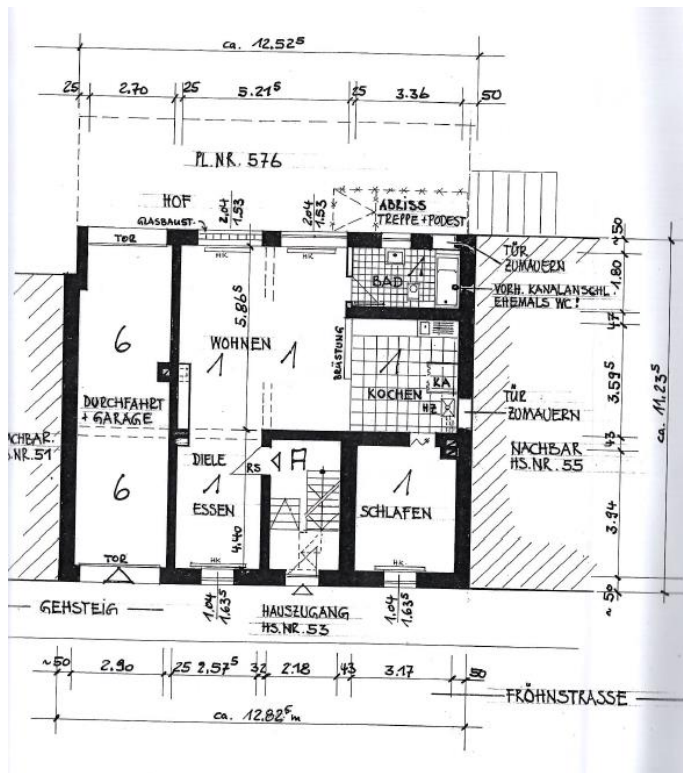 ca. 12.52⁵
25 2.70 25 5.21⁵ 25 3.36 50
PL.NR. 576
HOF
GLASBAUST.
2.04
1.53
2.04
1.53
ABRISS
TREPPE + PODEST
TOR
HK
HK
BAD
1
TÜR
ZUMAUERN
VORH. KANALANSCHL.
EHEMALS WC!
~50
1.80
47
3.59⁵
43
3.94
~50
ca. 11.23⁵
6
5.86⁵
WOHNEN
1
1
BRÜSTUNG
1
KOCHEN
KA
HZ
TÜR
ZUMAUERN
DURCHFAHRT
+ GARAGE
NACHBAR
HS.NR. 55
NACHBAR
S.NR. 51
DIELE
RS
A
1
ESSEN
4.40
1
SCHLAFEN
6
HK
HK
TOR
GEHSTEIG
1.04
1.63⁵
HAUSZUGANG
HS.NR. 53
1.04
1.63⁵
~50 2.90 25 2.57⁵ 32 2.18 43 3.17 50
FRÖHNSTRASSE
ca. 12.82⁵ m